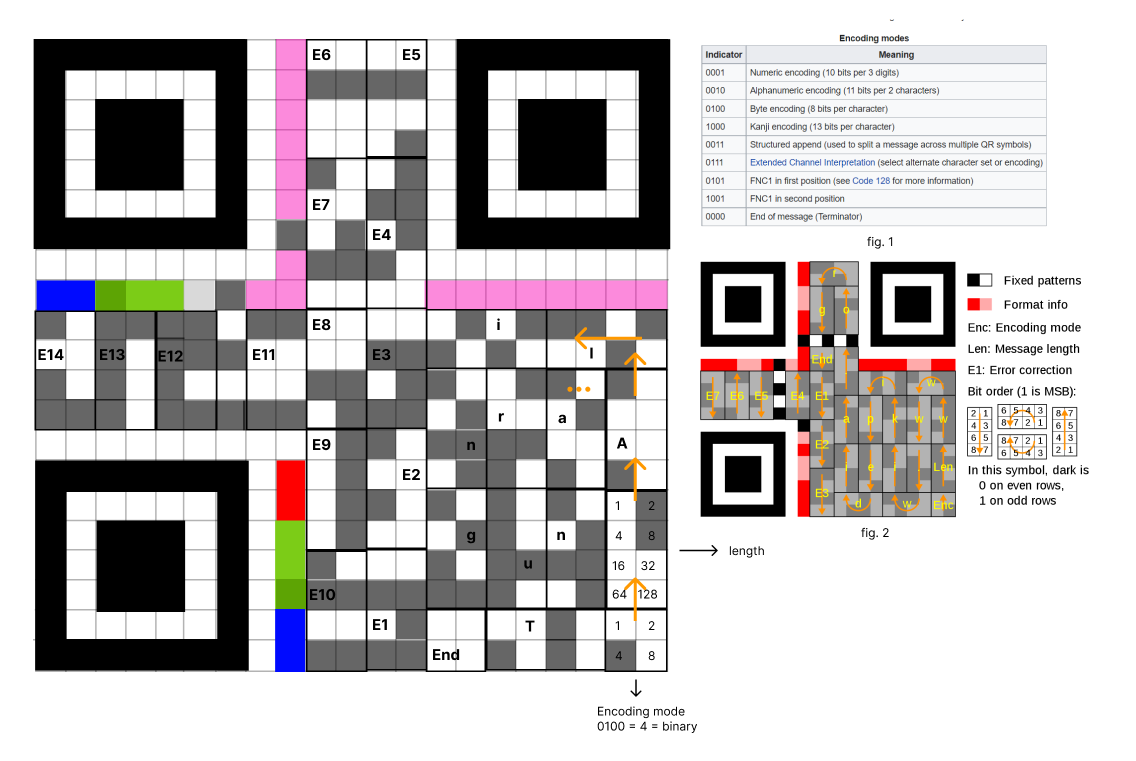 E6 E5
E7
E4
E8 i
E14 E13 E12 E11 E3 l
...
r a
E9 n A
E2
1 2
g n 4 8
u 16 32
E10 64 128
E1 T 1 2
End 4 8
length
Encoding mode
0100 = 4 = binary
Encoding modes
Indicator Meaning
0001 Numeric encoding (10 bits per 3 digits)
0010 Alphanumeric encoding (11 bits per 2 characters)
0100 Byte encoding (8 bits per character)
1000 Kanji encoding (13 bits per character)
0011 Structured append (used to split a message across multiple QR symbols)
0111 Extended Channel Interpretation (select alternate character set or encoding)
0101 FNC1 in first position (see Code 128 for more information)
1001 FNC1 in second position
0000 End of message (Terminator)
fig. 1
r
g o
End
E7 E6 E5 E4 E1 i w
a p k w w
E2 i e i . Len
E3 d w Enc
fig. 2
Fixed patterns
Format info
Enc: Encoding mode
Len: Message length
E1: Error correction
Bit order (1 is MSB):
2 1 6 5 4 3 8 7
4 3 8 7 2 1 6 5
6 5 8 7 2 1 4 3
8 7 6 5 4 3 2 1
In this symbol, dark is
0 on even rows,
1 on odd rows